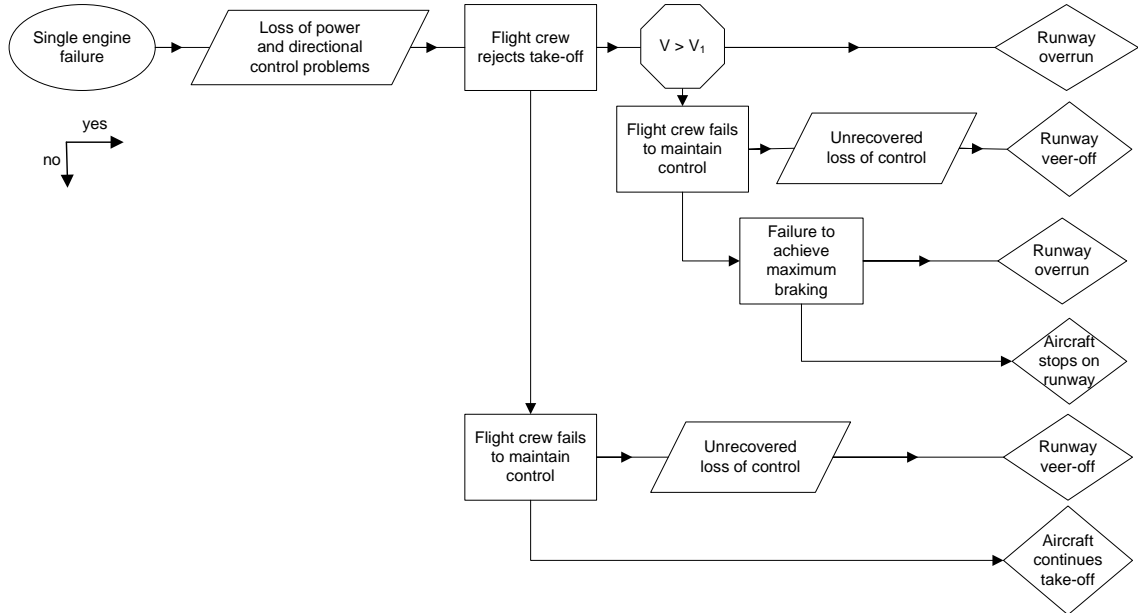 Single engine
failure
Loss of power
and directional
control problems
Flight crew
rejects take-off
V > V₁
Runway
overrun
yes
no
Flight crew fails
to maintain
control
Unrecovered
loss of control
Runway
veer-off
Failure to
achieve
maximum
braking
Runway
overrun
Aircraft
stops on
runway
Flight crew fails
to maintain
control
Unrecovered
loss of control
Runway
veer-off
Aircraft
continues
take-off